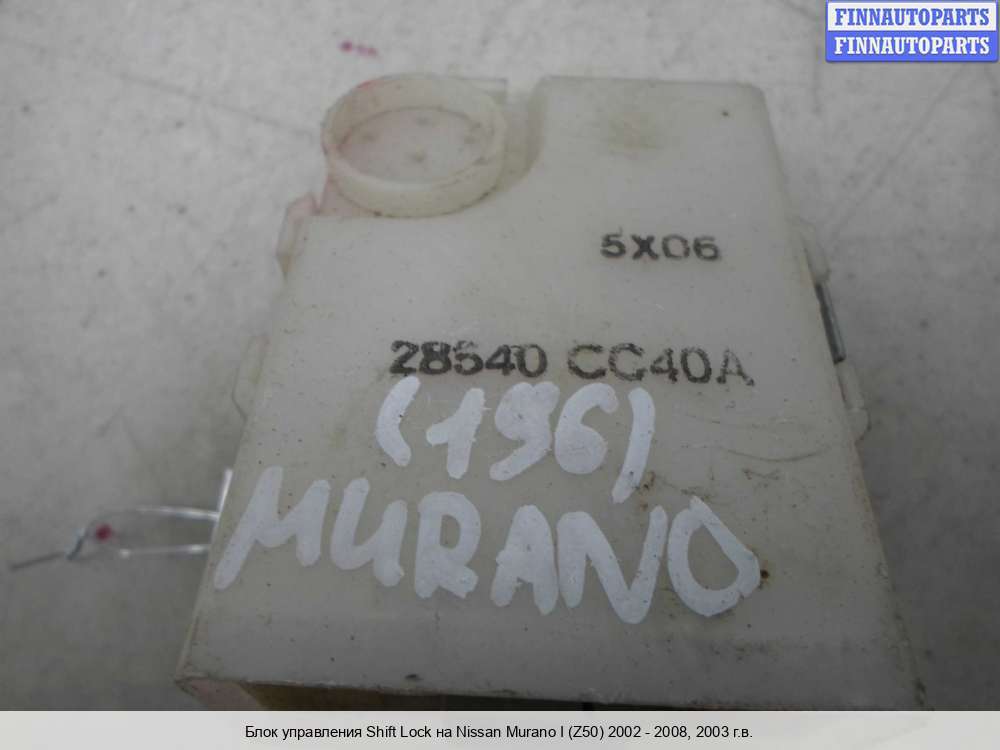 FINNAUTOPARTS
FINNAUTOPARTS
5X06
28540 CC40A
(196)
MURANO
Блок управления Shift Lock на Nissan Murano I (Z50) 2002 - 2008, 2003 г.в.